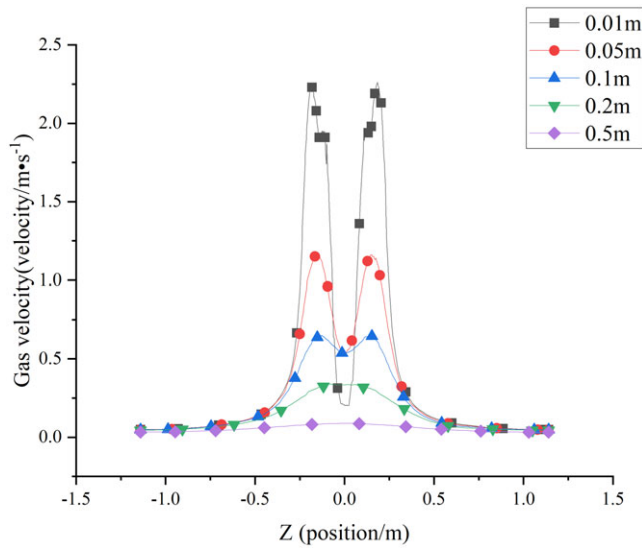 0.01m
0.05m
0.1m
0.2m
0.5m
2.5
2.0
1.5
1.0
0.5
0.0
Gas velocity(velocity/m•s⁻¹)
-1.5 -1.0 -0.5 0.0 0.5 1.0 1.5
Z (position/m)